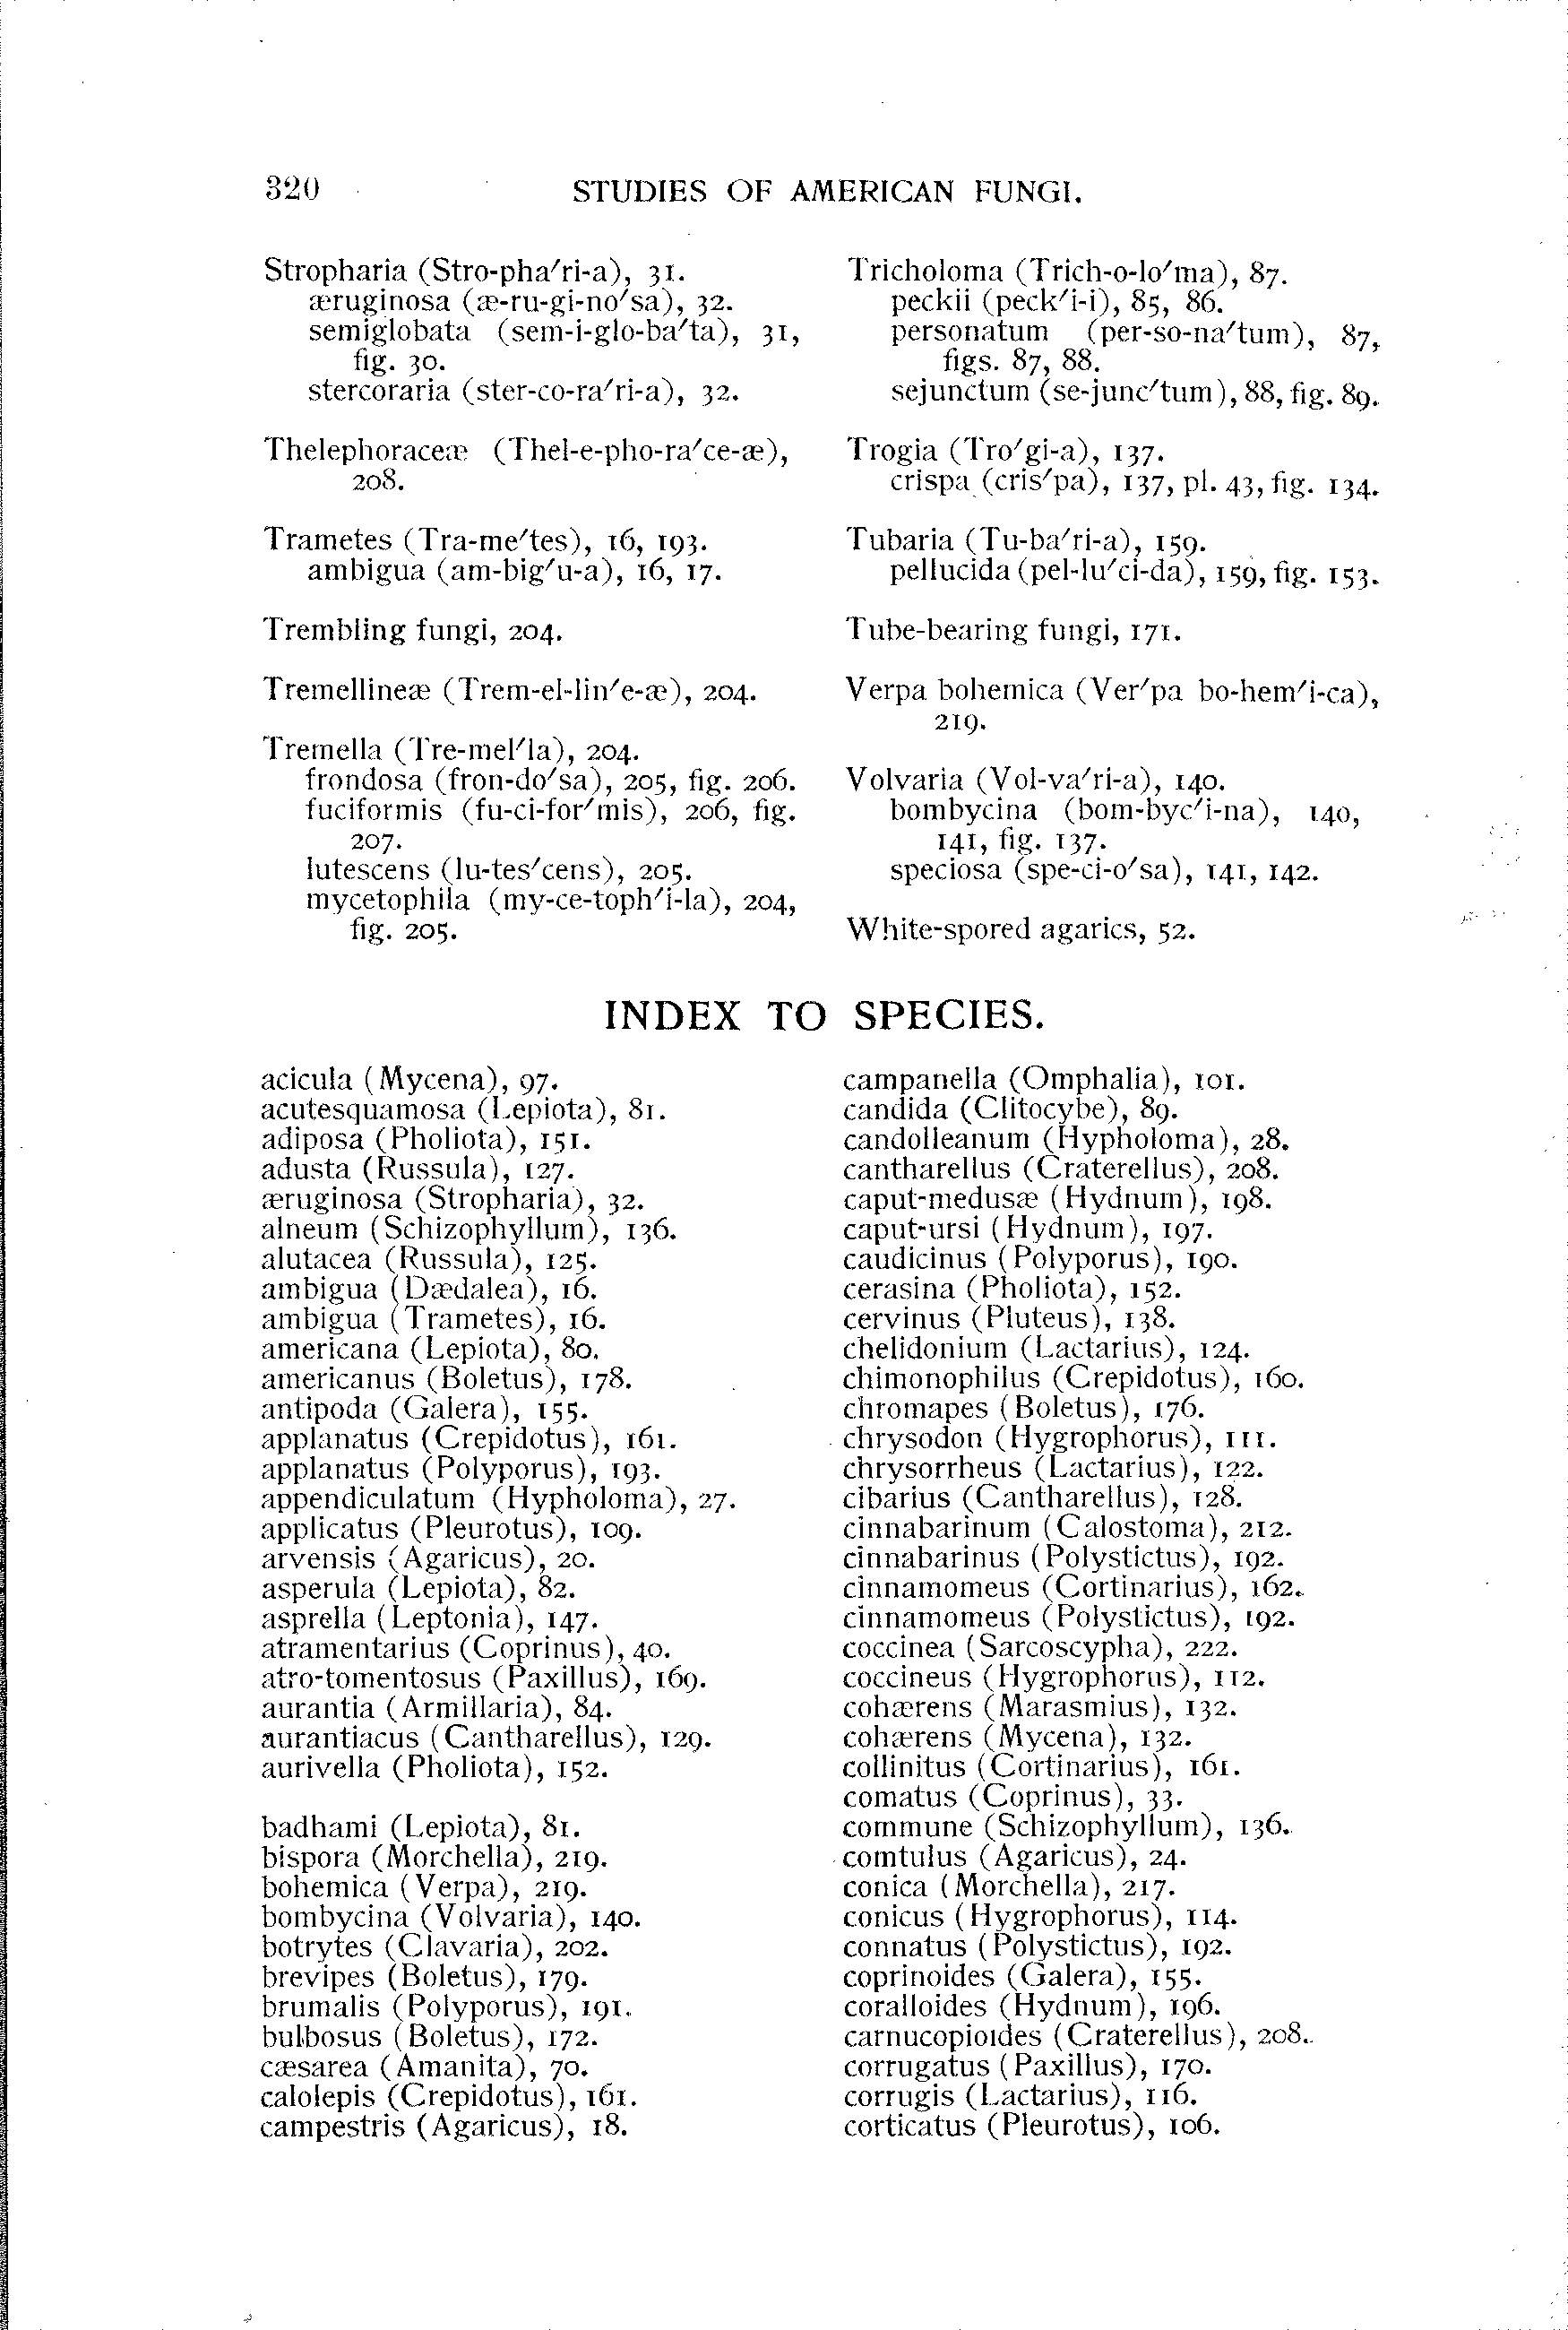 320 STUDIES OF AMERICAN FUNGI.
Stropharia (Stro-pha′ri-a), 31.
æruginosa (æ-ru-gi-no′sa), 32.
semiglobata (sem-i-glo-ba′ta), 31,
fig. 30.
stercoraria (ster-co-ra′ri-a), 32.
Thelephoraceæ (Thel-e-pho-ra′ce-æ),
208.
Trametes (Tra-me′tes), 16, 193.
ambigua (am-big′u-a), 16, 17.
Trembling fungi, 204.
Tremellineæ (Trem-el-lin′e-æ), 204.
Tremella (Tre-mel′la), 204.
frondosa (fron-do′sa), 205, fig. 206.
fuciformis (fu-ci-for′mis), 206, fig.
207.
lutescens (lu-tes′cens), 205.
mycetophila (my-ce-toph′i-la), 204,
fig. 205.
Tricholoma (Trich-o-lo′ma), 87.
peckii (peck′i-i), 85, 86.
personatum (per-so-na′tum), 87,
figs. 87, 88.
sejunctum (se-junc′tum), 88, fig. 89.
Trogia (Tro′gi-a), 137.
crispa (cris′pa), 137, pl. 43, fig. 134.
Tubaria (Tu-ba′ri-a), 159.
pellucida (pel-lu′ci-da), 159, fig. 153.
Tube-bearing fungi, 171.
Verpa bohemica (Ver′pa bo-hem′i-ca),
219.
Volvaria (Vol-va′ri-a), 140.
bombycina (bom-byc′i-na), 140,
141, fig. 137.
speciosa (spe-ci-o′sa), 141, 142.
White-spored agarics, 52.
INDEX TO SPECIES.
acicula (Mycena), 97.
acutesquamosa (Lepiota), 81.
adiposa (Pholiota), 151.
adusta (Russula), 127.
æruginosa (Stropharia), 32.
alneum (Schizophyllum), 136.
alutacea (Russula), 125.
ambigua (Dædalea), 16.
ambigua (Trametes), 16.
americana (Lepiota), 80.
americanus (Boletus), 178.
antipoda (Galera), 155.
applanatus (Crepidotus), 161.
applanatus (Polyporus), 193.
appendiculatum (Hypholoma), 27.
applicatus (Pleurotus), 109.
arvensis (Agaricus), 20.
asperula (Lepiota), 82.
asprella (Leptonia), 147.
atramentarius (Coprinus), 40.
atro-tomentosus (Paxillus), 169.
aurantia (Armillaria), 84.
aurantiacus (Cantharellus), 129.
aurivella (Pholiota), 152.
badhami (Lepiota), 81.
bispora (Morchella), 219.
bohemica (Verpa), 219.
bombycina (Volvaria), 140.
botrytes (Clavaria), 202.
brevipes (Boletus), 179.
brumalis (Polyporus), 191.
bulbosus (Boletus), 172.
cæsarea (Amanita), 70.
calolepis (Crepidotus), 161.
campestris (Agaricus), 18.
campanella (Omphalia), 101.
candida (Clitocybe), 89.
candolleanum (Hypholoma), 28.
cantharellus (Craterellus), 208.
caput-medusæ (Hydnum), 198.
caput-ursi (Hydnum), 197.
caudicinus (Polyporus), 190.
cerasina (Pholiota), 152.
cervinus (Pluteus), 138.
chelidonium (Lactarius), 124.
chimonophilus (Crepidotus), 160.
chromapes (Boletus), 176.
chrysodon (Hygrophorus), 111.
chrysorrheus (Lactarius), 122.
cibarius (Cantharellus), 128.
cinnabarinum (Calostoma), 212.
cinnabarinus (Polystictus), 192.
cinnamomeus (Cortinarius), 162.
cinnamomeus (Polystictus), 192.
coccinea (Sarcoscypha), 222.
coccineus (Hygrophorus), 112.
cohærens (Marasmius), 132.
cohærens (Mycena), 132.
collinitus (Cortinarius), 161.
comatus (Coprinus), 33.
commune (Schizophyllum), 136.
comtulus (Agaricus), 24.
conica (Morchella), 217.
conicus (Hygrophorus), 114.
connatus (Polystictus), 192.
coprinoides (Galera), 155.
coralloides (Hydnum), 196.
carnucopioides (Craterellus), 208.
corrugatus (Paxillus), 170.
corrugis (Lactarius), 116.
corticatus (Pleurotus), 106.